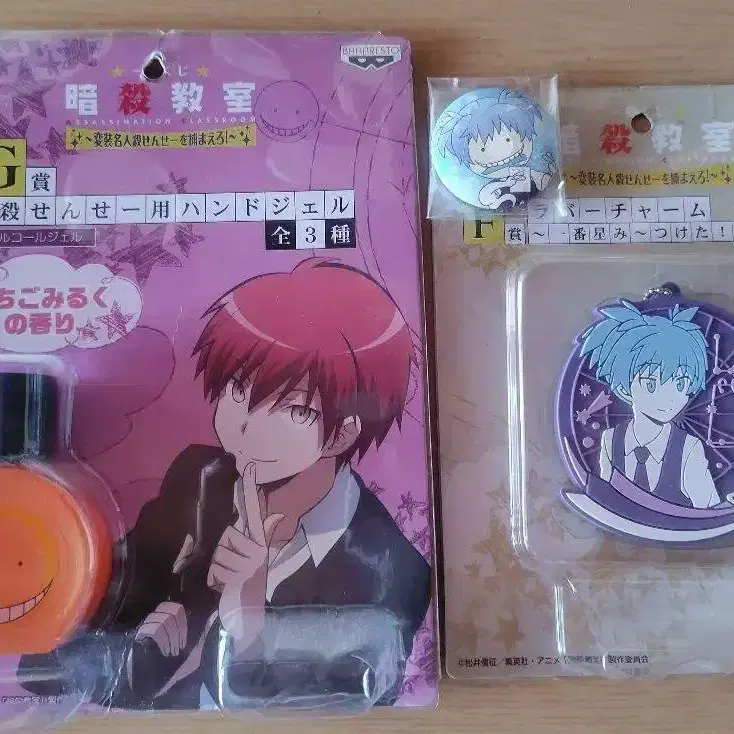 BANPRESTO
くじ
暗殺教室
ASSASSINATION CLASSROOM
~変装名人殺せんせーを捕まえろ!~
G賞
殺せんせー用ハンドジェル
ルコールジェル
全3種
ちごみるく
の香り
暗殺教室
~変装名人殺せんせーを捕まえろ!~
ラバーチャーム
F賞 ~一番星み~つけた!
©松井優征/集英社・アニメ「暗殺教室」製作委員会